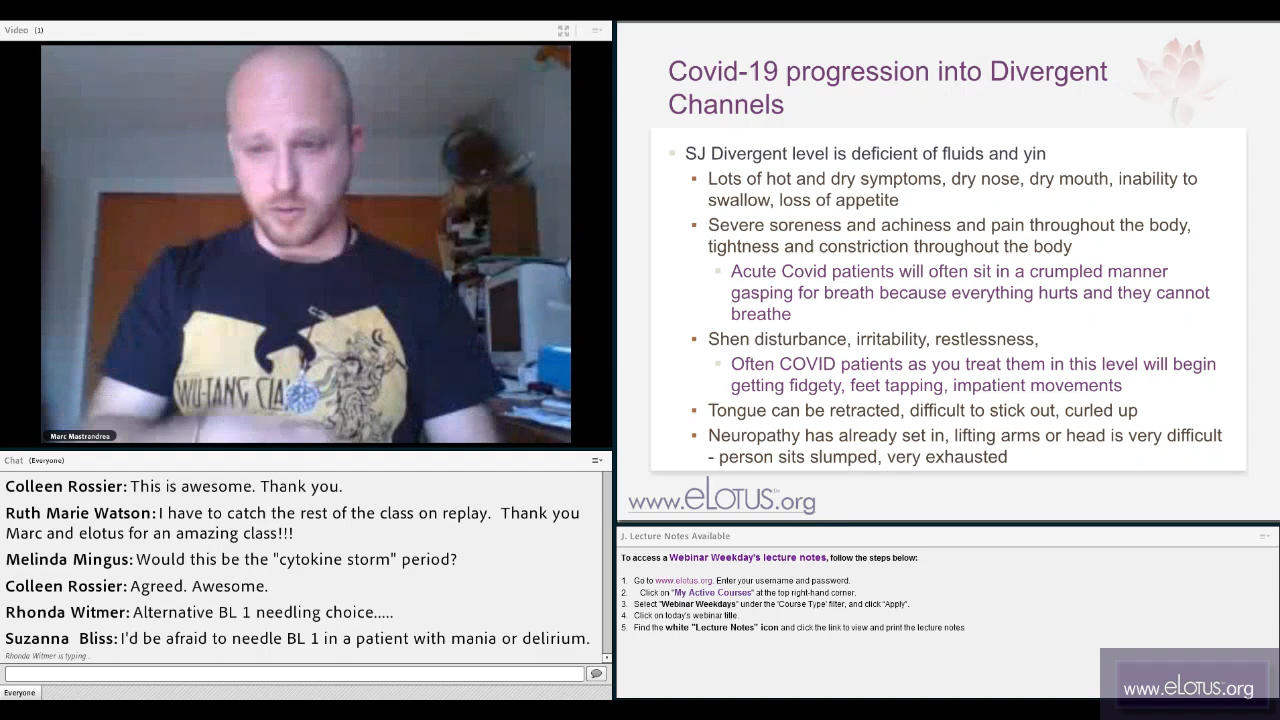 Video (1)
WU-TANG CLA
Marc Mastrandrea
Chat (Everyone)
Colleen Rossier: This is awesome. Thank you.
Ruth Marie Watson: I have to catch the rest of the class on replay. Thank you
Marc and elotus for an amazing class!!!
Melinda Mingus: Would this be the "cytokine storm" period?
Colleen Rossier: Agreed. Awesome.
Rhonda Witmer: Alternative BL 1 needling choice.....
Suzanna Bliss: I'd be afraid to needle BL 1 in a patient with mania or delirium.
Rhonda Witmer is typing...
Everyone
Covid-19 progression into Divergent
Channels
SJ Divergent level is deficient of fluids and yin
Lots of hot and dry symptoms, dry nose, dry mouth, inability to
swallow, loss of appetite
Severe soreness and achiness and pain throughout the body,
tightness and constriction throughout the body
Acute Covid patients will often sit in a crumpled manner
gasping for breath because everything hurts and they cannot
breathe
Shen disturbance, irritability, restlessness,
Often COVID patients as you treat them in this level will begin
getting fidgety, feet tapping, impatient movements
Tongue can be retracted, difficult to stick out, curled up
Neuropathy has already set in, lifting arms or head is very difficult
- person sits slumped, very exhausted
www.eLotus.org
J. Lecture Notes Available
To access a Webinar Weekday's lecture notes, follow the steps below:
1. Go to www.elotus.org. Enter your username and password.
2. Click on "My Active Courses" at the top right-hand corner.
3. Select "Webinar Weekdays" under the 'Course Type' filter, and click "Apply".
4. Click on today's webinar title.
5. Find the white "Lecture Notes" icon and click the link to view and print the lecture notes
www.eLotus.org